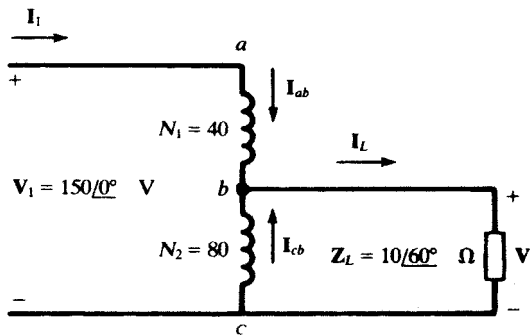 I₁
a
+
I_ab
N₁ = 40
I_L
V₁ = 150/0° V
b
+
N₂ = 80
I_cb
Z_L = 10/60° Ω
V
−
−
c